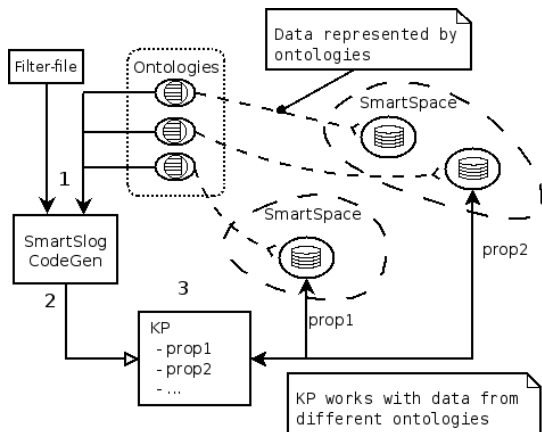 Data represented by
ontologies
Filter-file
Ontologies
SmartSpace
1
SmartSlog
CodeGen
SmartSpace
prop2
2
3
prop1
KP
- prop1
- prop2
- ...
KP works with data from
different ontologies